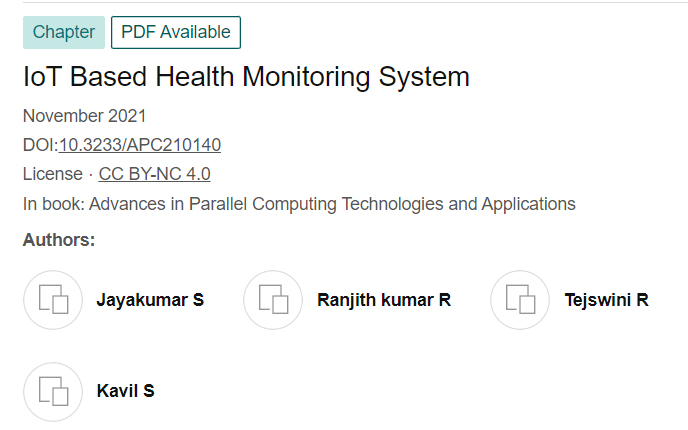 Chapter PDF Available
IoT Based Health Monitoring System
November 2021
DOI:10.3233/APC210140
License · CC BY-NC 4.0
In book: Advances in Parallel Computing Technologies and Applications
Authors:
Jayakumar S Ranjith kumar R Tejswini R
Kavil S